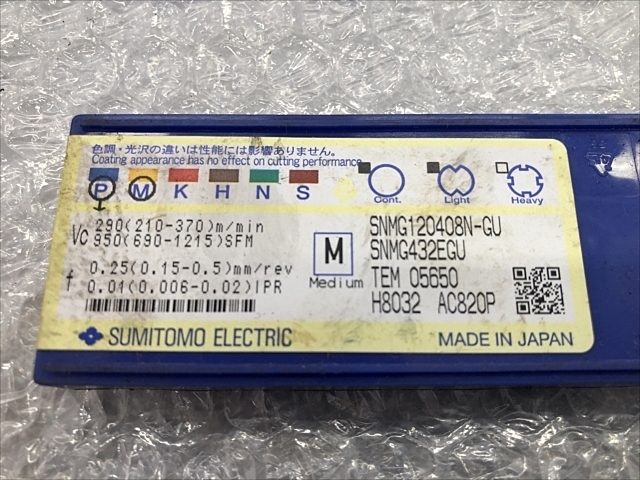 色調・光沢の違いは性能には影響ありません。
Coating appearance has no effect on cutting performance.
P M K H N S
Cont. Light Heavy
VC 290(210-370)m/min
950(690-1215)SFM
f 0.25(0.15-0.5)mm/rev
0.01(0.006-0.02)IPR
M
Medium
SNMG120408N-GU
SNMG432EGU
TEM 05650
H8032 AC820P
SUMITOMO ELECTRIC
MADE IN JAPAN